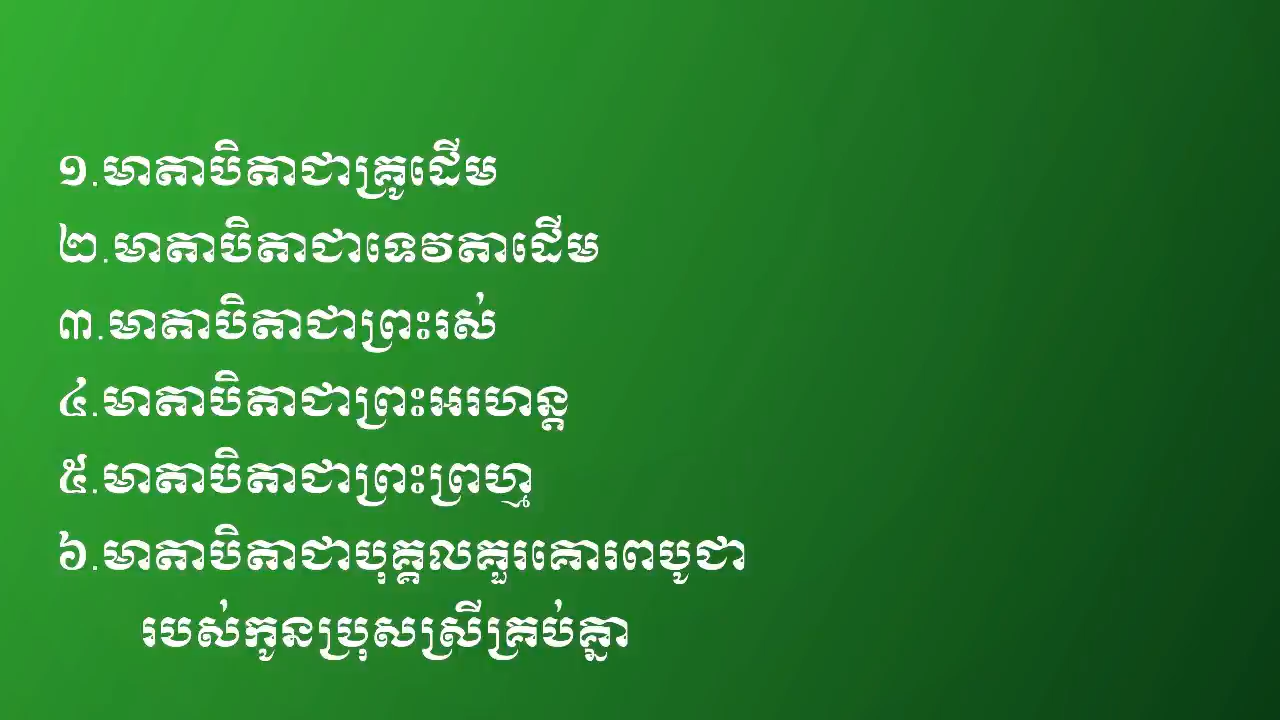 ១.មាតាបិតាជាគ្រូដើម
២.មាតាបិតាជាទេវតាដើម
៣.មាតាបិតាជាព្រះរស់
៤.មាតាបិតាជាព្រះអរហន្ត
៥.មាតាបិតាជាព្រះព្រហ្ម
៦.មាតាបិតាជាបុគ្គលគួរគោរពបូជា
របស់កូនប្រុសស្រីគ្រប់គ្នា